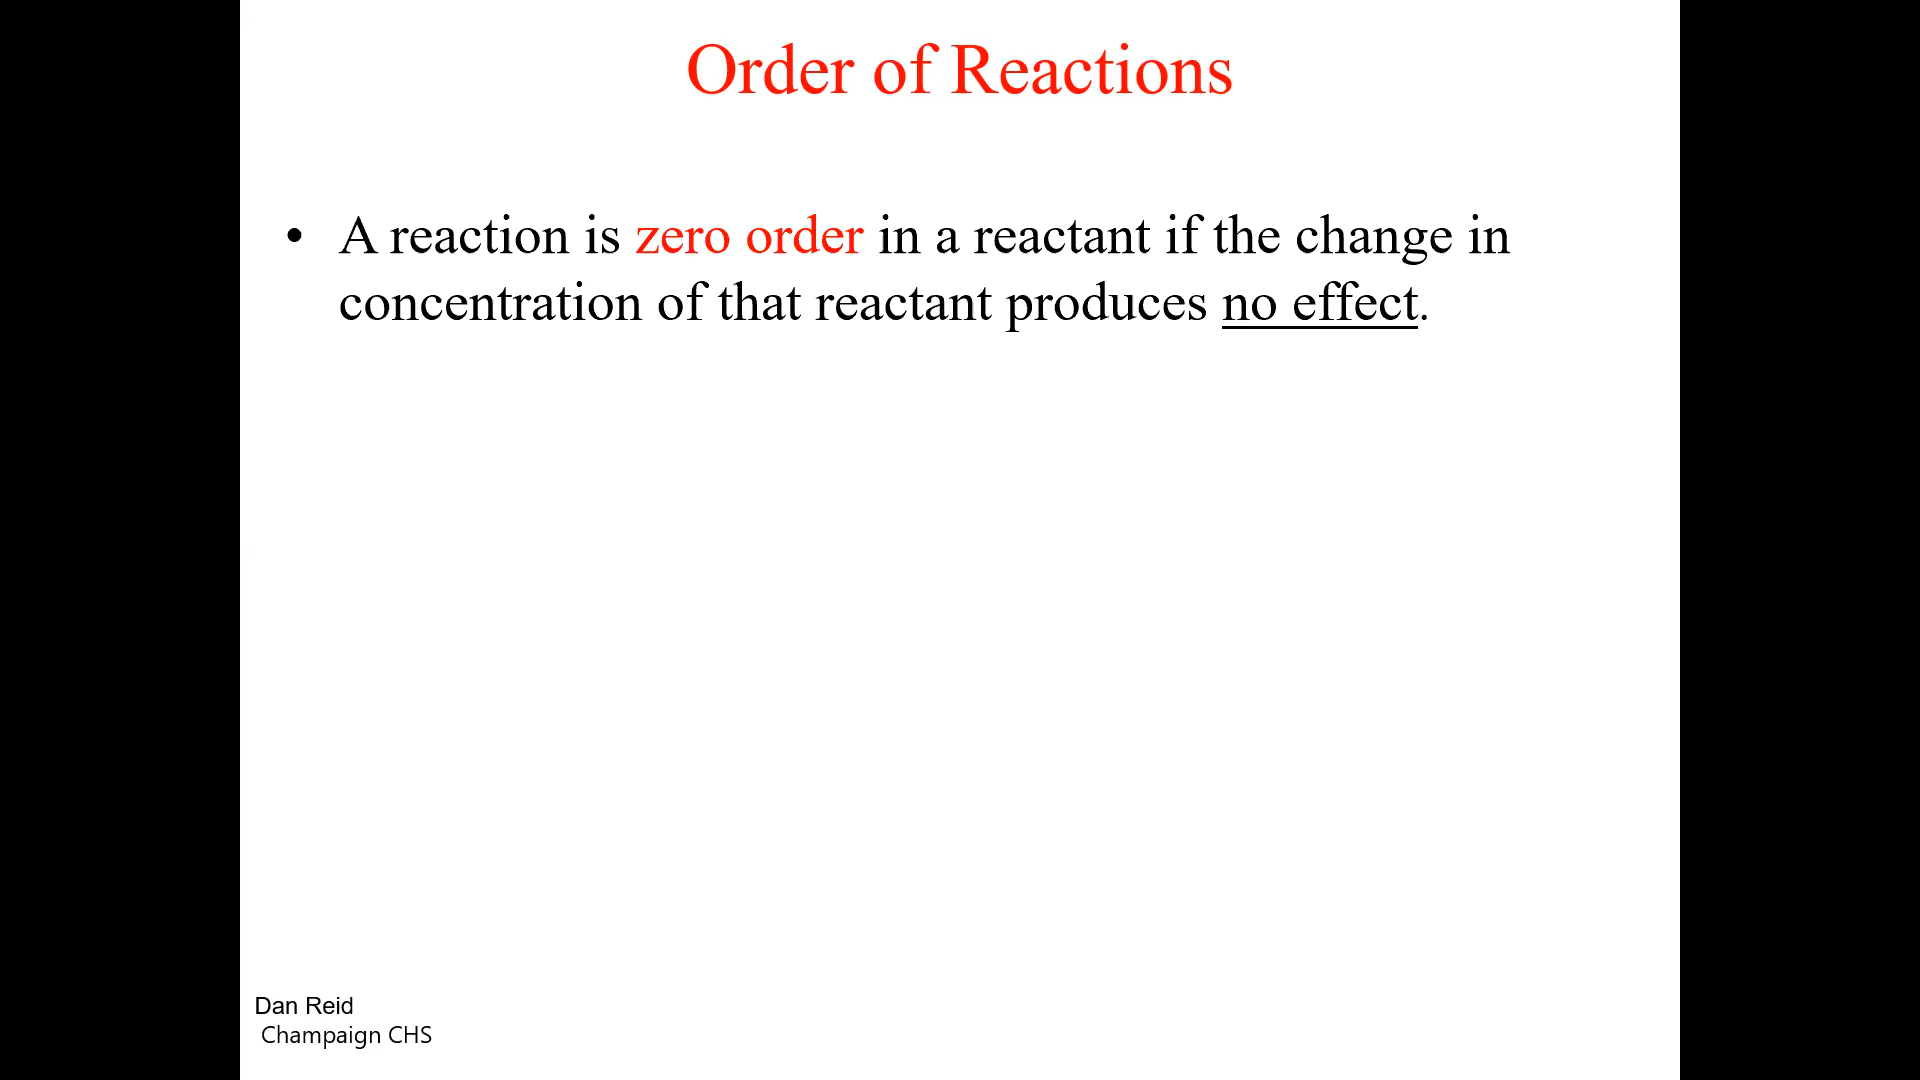 Order of Reactions
• A reaction is zero order in a reactant if the change in
concentration of that reactant produces no effect.
Dan Reid
Champaign CHS